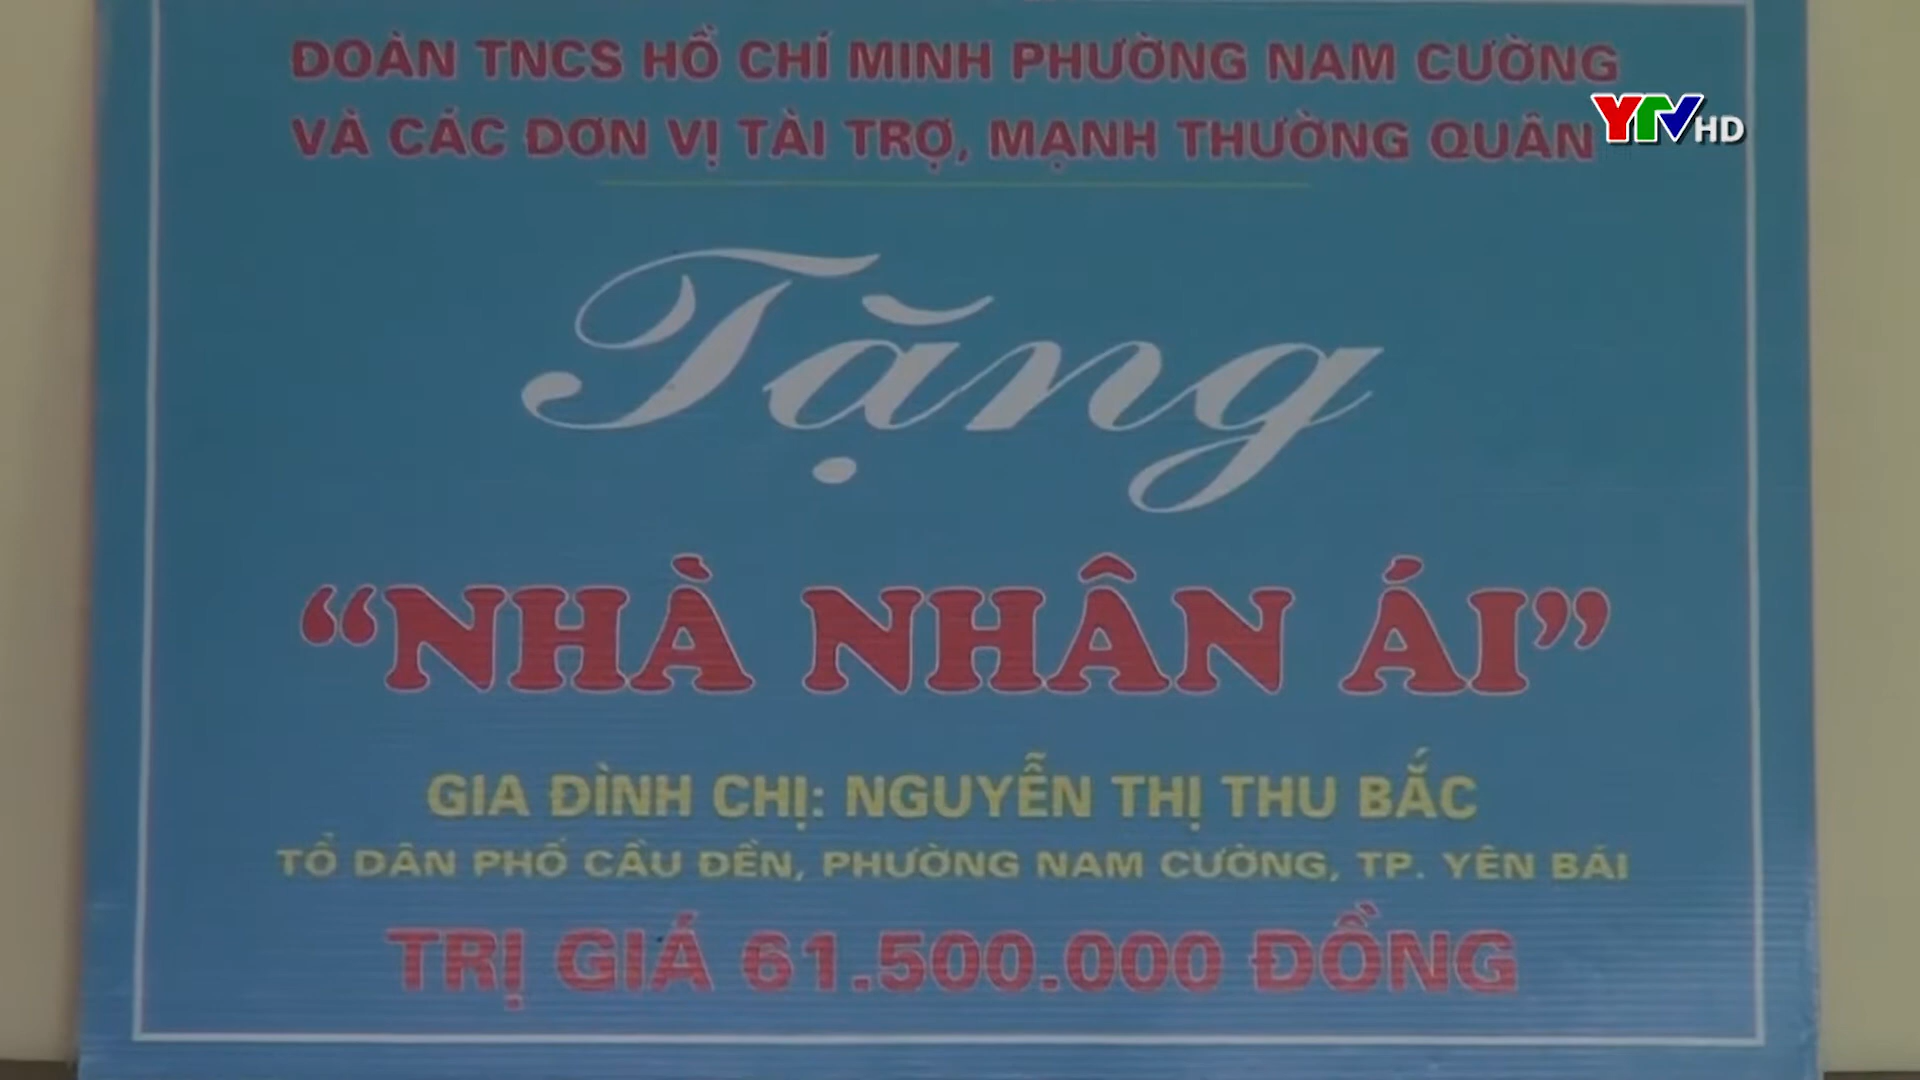 ĐOÀN TNCS HỒ CHÍ MINH PHƯỜNG NAM CƯỜNG
VÀ CÁC ĐƠN VỊ TÀI TRỢ, MẠNH THƯỜNG QUÂN
YTV HD
Tặng
“NHÀ NHÂN ÁI”
GIA ĐÌNH CHỊ: NGUYỄN THỊ THU BẮC
TỔ DÂN PHỐ CẦU ĐỀN, PHƯỜNG NAM CƯỜNG, TP. YÊN BÁI
TRỊ GIÁ 61.500.000 ĐỒNG